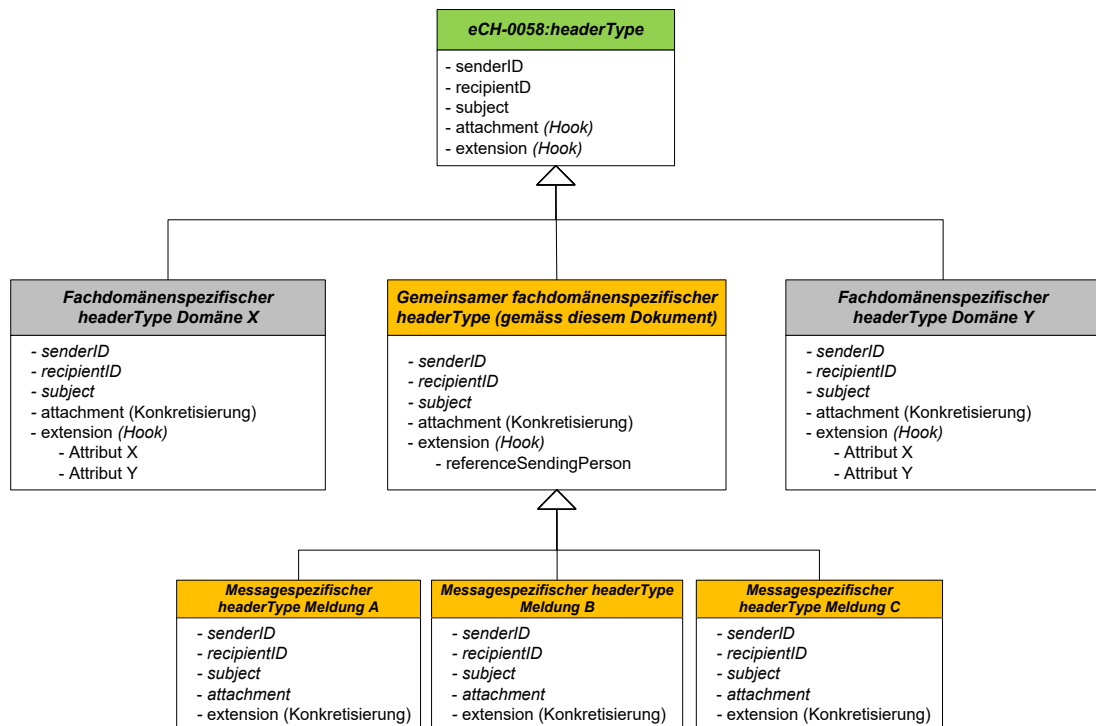 eCH-0058:headerType
- senderID
- recipientD
- subject
- attachment (Hook)
- extension (Hook)
Fachdomänenspezifischer
headerType Domäne X
- senderID
- recipientID
- subject
- attachment (Konkretisierung)
- extension (Hook)
- Attribut X
- Attribut Y
Gemeinsamer fachdomänenspezifischer
headerType (gemäss diesem Dokument)
- senderID
- recipientID
- subject
- attachment (Konkretisierung)
- extension (Hook)
- referenceSendingPerson
Fachdomänenspezifischer
headerType Domäne Y
- senderID
- recipientID
- subject
- attachment (Konkretisierung)
- extension (Hook)
- Attribut X
- Attribut Y
Messagespezifischer
headerType Meldung A
- senderID
- recipientID
- subject
- attachment
- extension (Konkretisierung)
Messagespezifischer headerType
Meldung B
- senderID
- recipientID
- subject
- attachment
- extension (Konkretisierung)
Messagespezifischer
headerType Meldung C
- senderID
- recipientID
- subject
- attachment
- extension (Konkretisierung)